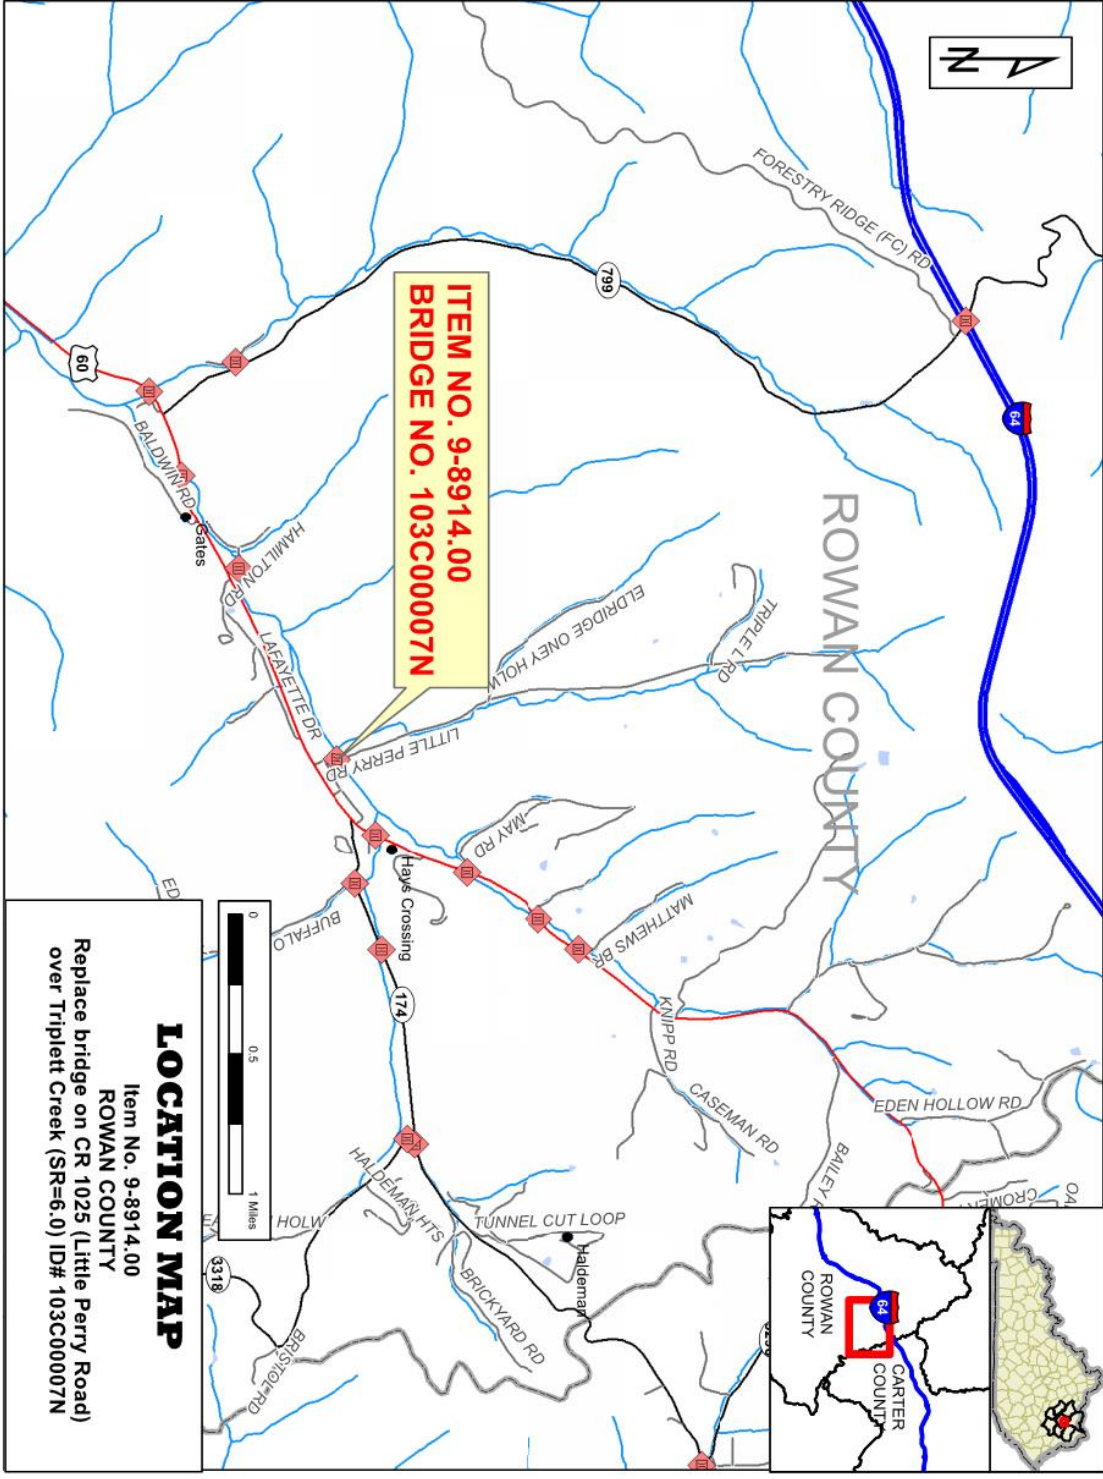 N
FORESTRY RIDGE (FC) RD
799
64
ROWAN COUNTY
ITEM NO. 9-8914.00
BRIDGE NO. 103C00007N
60
BALDWIN RD
Gates
HAMILTON RD
LAFAYETTE DR
ELDRIDGE ONEY HOLW
TRIPLE L RD
LITTLE PERRY RD
MAY RD
Hays Crossing
MATTHEWS BR
BUFFALO
ED
174
KNIPP RD
CASEMAN RD
EDEN HOLLOW RD
BAILEY
CROMER
HALDEMAN HTS
TUNNEL CUT LOOP
Haldeman
BRICKYARD RD
HOLW
3318
BRISTOL RD
0 0.5 1 Miles
64
ROWAN
COUNTY
CARTER
COUNTY
LOCATION MAP
Item No. 9-8914.00
ROWAN COUNTY
Replace bridge on CR 1025 (Little Perry Road)
over Triplett Creek (SR=6.0) ID# 103C00007N